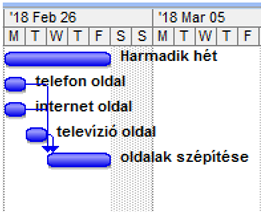 '18 Feb 26 '18 Mar 05
M T W T F S S M T W T F
Harmadik hét
telefon oldal
internet oldal
televízió oldal
oldalak szépítése